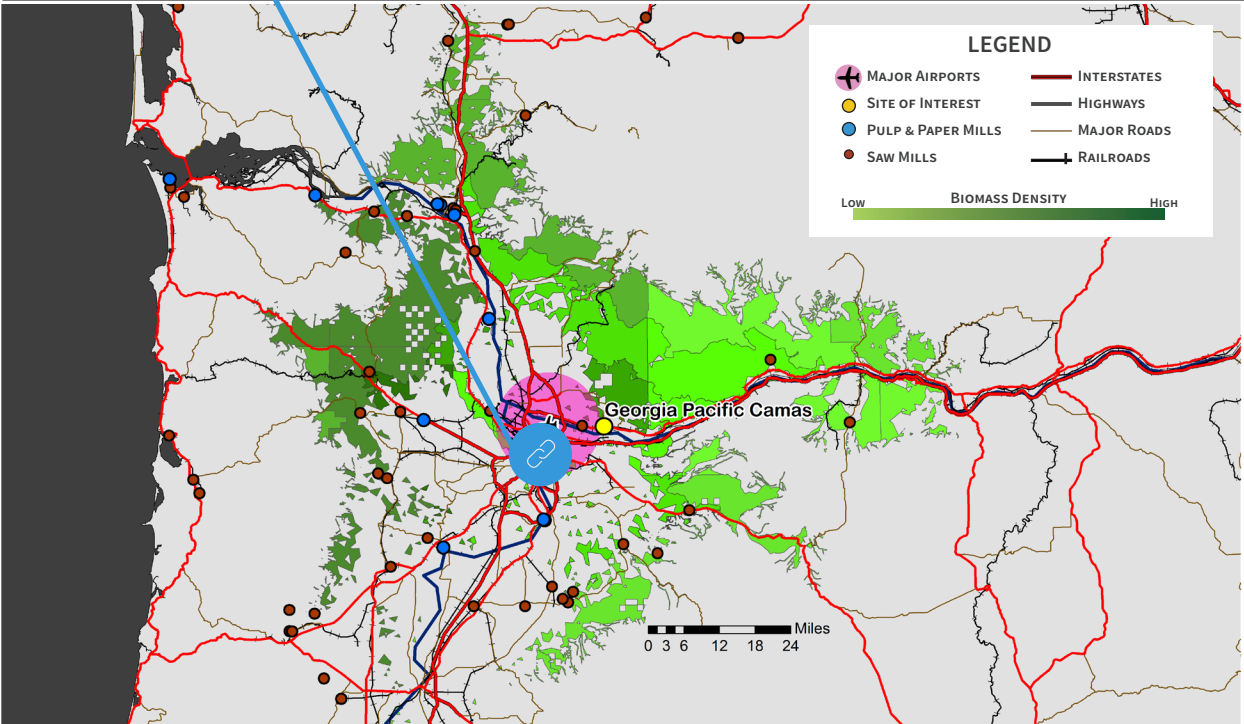 LEGEND
MAJOR AIRPORTS
SITE OF INTEREST
PULP & PAPER MILLS
SAW MILLS
INTERSTATES
HIGHWAYS
MAJOR ROADS
RAILROADS
BIOMASS DENSITY
LOW
HIGH
Georgia Pacific Camas
Miles
0 3 6 12 18 24